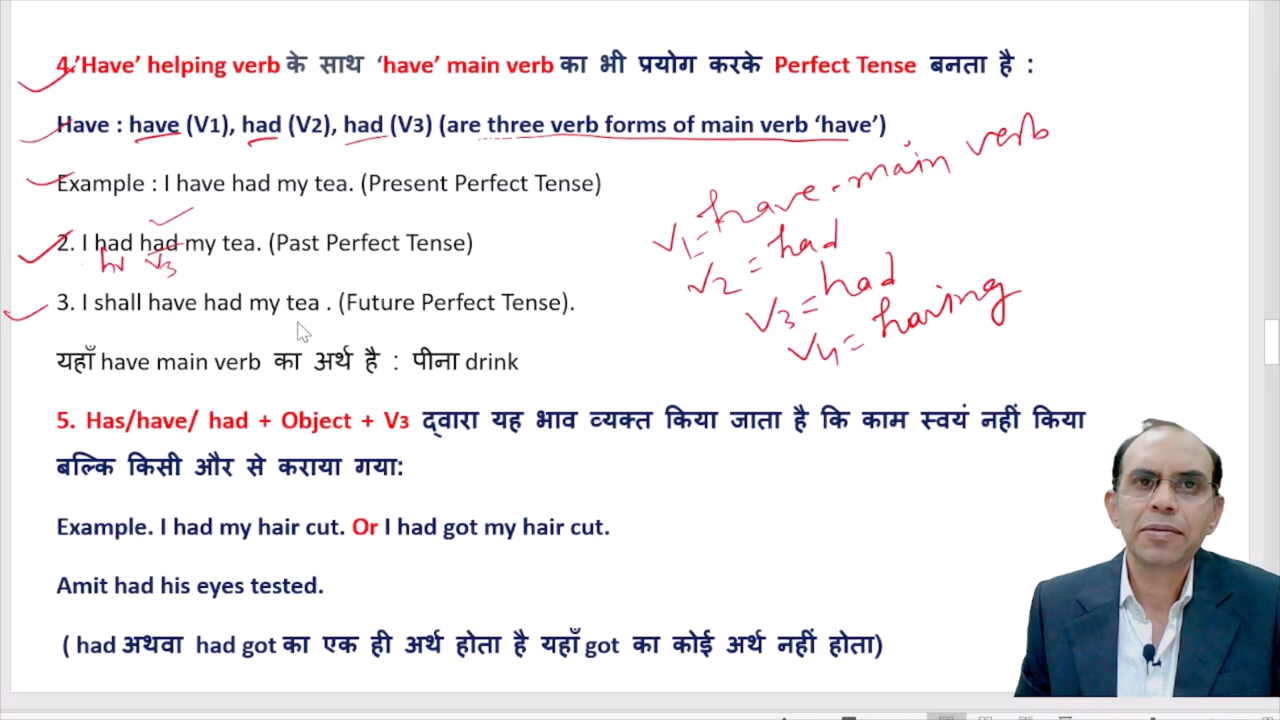 4.’Have’ helping verb के साथ ‘have’ main verb का भी प्रयोग करके Perfect Tense बनता है :
Have : have (V1), had (V2), had (V3) (are three verb forms of main verb ‘have’)
Example : I have had my tea. (Present Perfect Tense)
2. I had had my tea. (Past Perfect Tense)
hv V3
3. I shall have had my tea . (Future Perfect Tense).
यहाँ have main verb का अर्थ है : पीना drink
V1= have - main verb
V2 = had
V3 = had
V4 = having
5. Has/have/ had + Object + V3 द्वारा यह भाव व्यक्त किया जाता है कि काम स्वयं नहीं किया
बल्कि किसी और से कराया गया:
Example. I had my hair cut. Or I had got my hair cut.
Amit had his eyes tested.
( had अथवा had got का एक ही अर्थ होता है यहाँ got का कोई अर्थ नहीं होता)